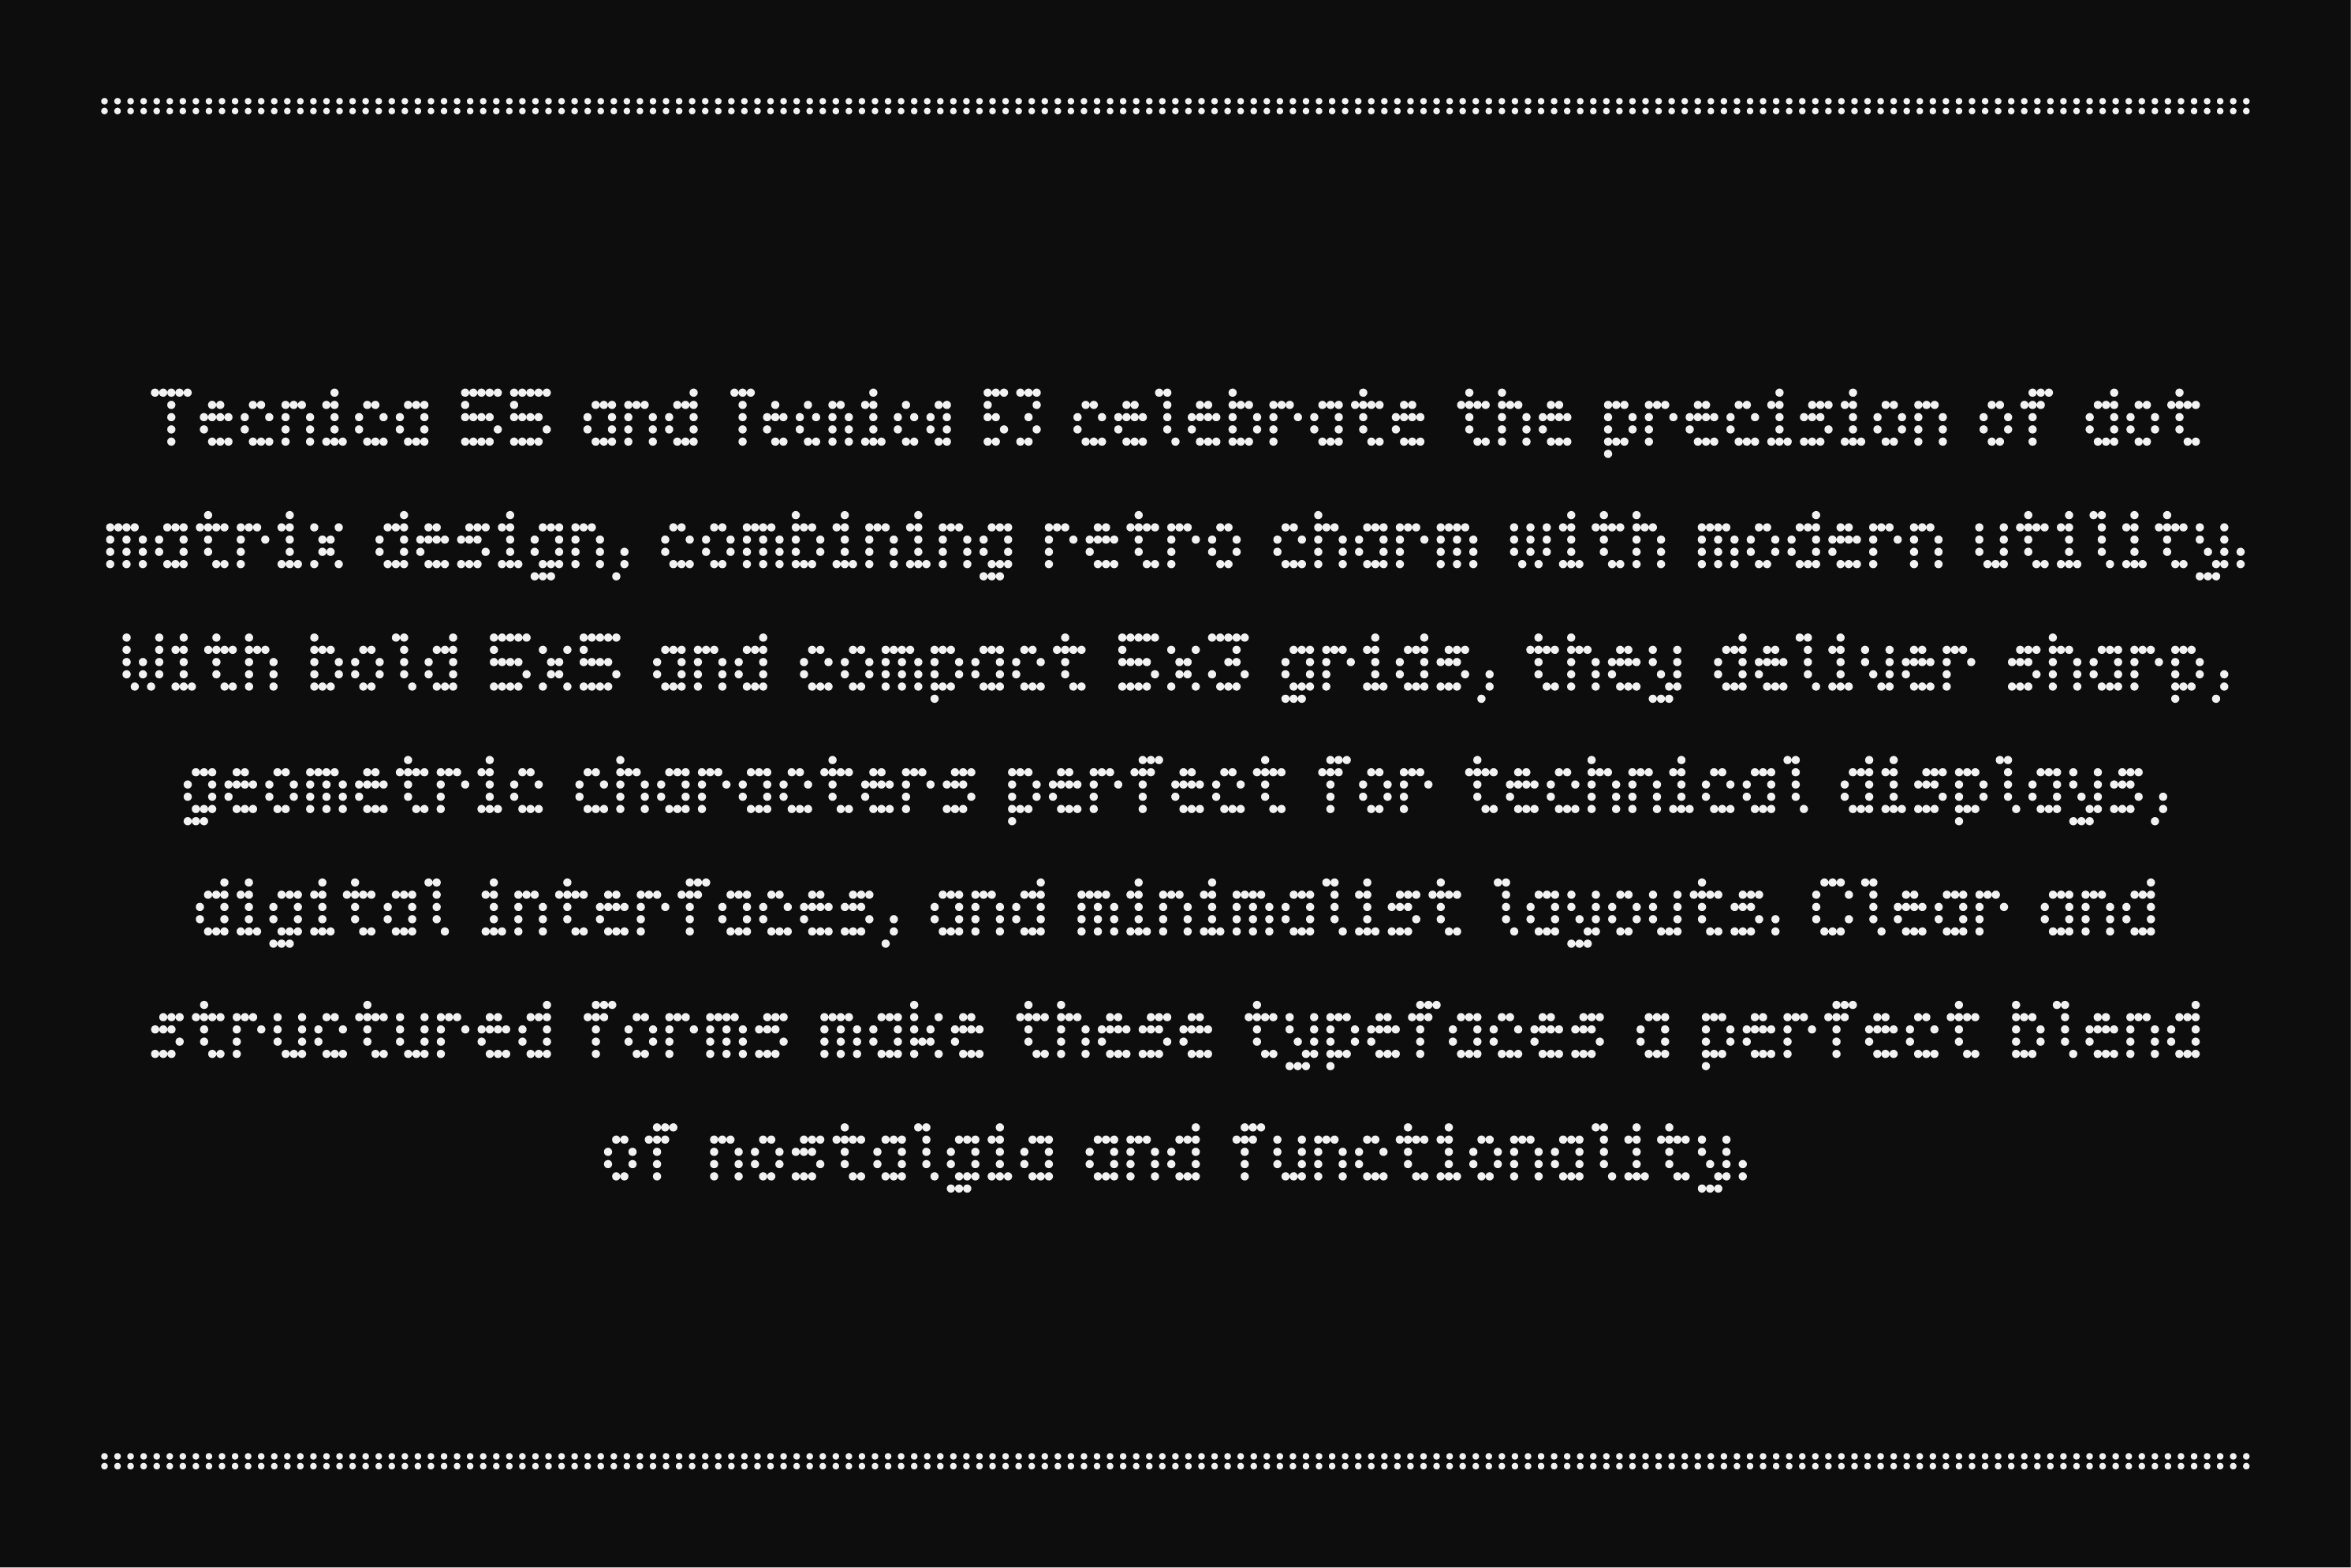 Tecnica 55 and Tecnica 53 celebrate the precision of dot
matrix design, combining retro charm with modern utility.
With bold 5x5 and compact 5x3 grids, they deliver sharp,
geometric characters perfect for technical displays,
digital interfaces, and minimalist layouts. Clear and
structured forms make these typefaces a perfect blend
of nostalgia and functionality.